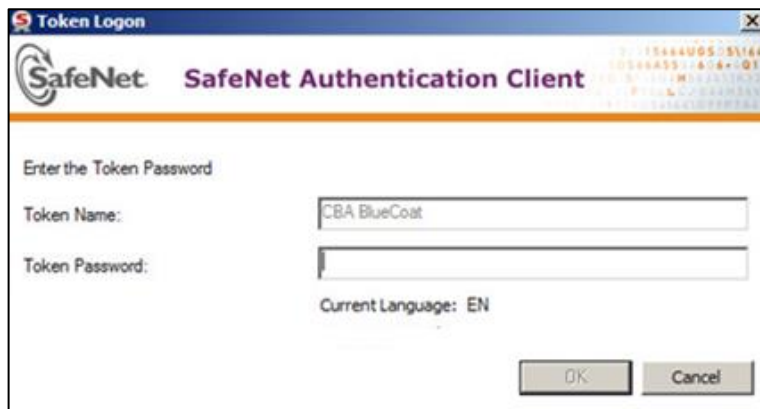 Token Logon
SafeNet. SafeNet Authentication Client
Enter the Token Password
Token Name: CBA BlueCoat
Token Password:
Current Language: EN
OK Cancel